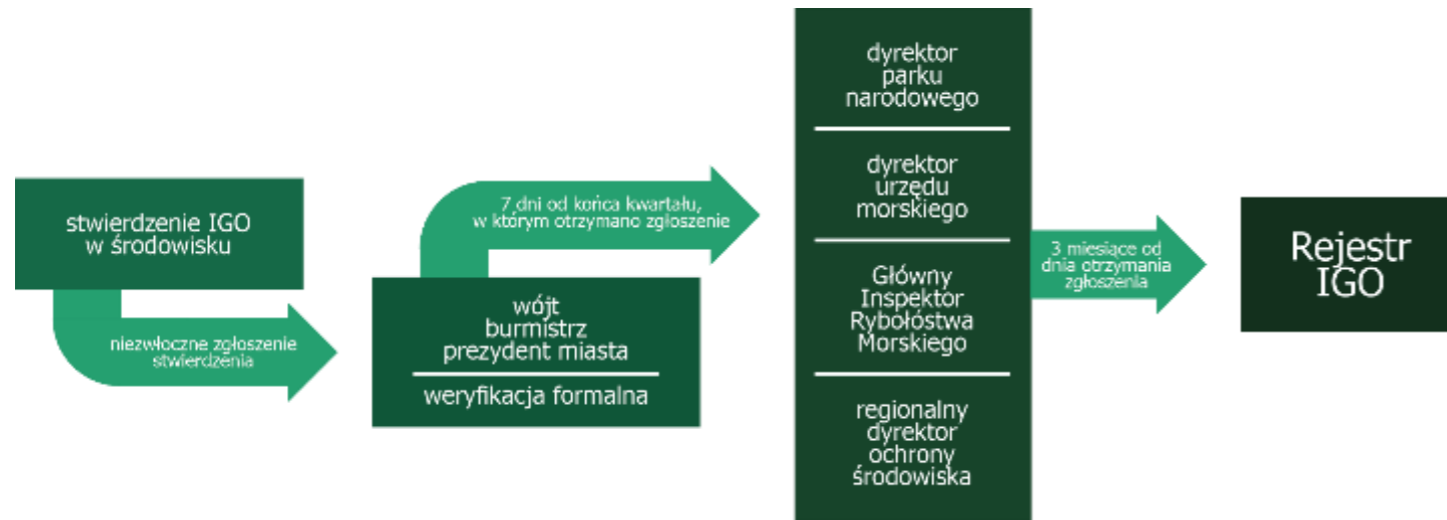 stwierdzenie IGO
w środowisku
niezwłoczne zgłoszenie
stwierdzenia
wójt
burmistrz
prezydent miasta
weryfikacja formalna
7 dni od końca kwartału,
w którym otrzymano zgłoszenie
dyrektor
parku
narodowego
dyrektor
urzędu
morskiego
Główny
Inspektor
Rybołóstwa
Morskiego
regionalny
dyrektor
ochrony
środowiska
3 miesiące od
dnia otrzymania
zgłoszenia
Rejestr
IGO